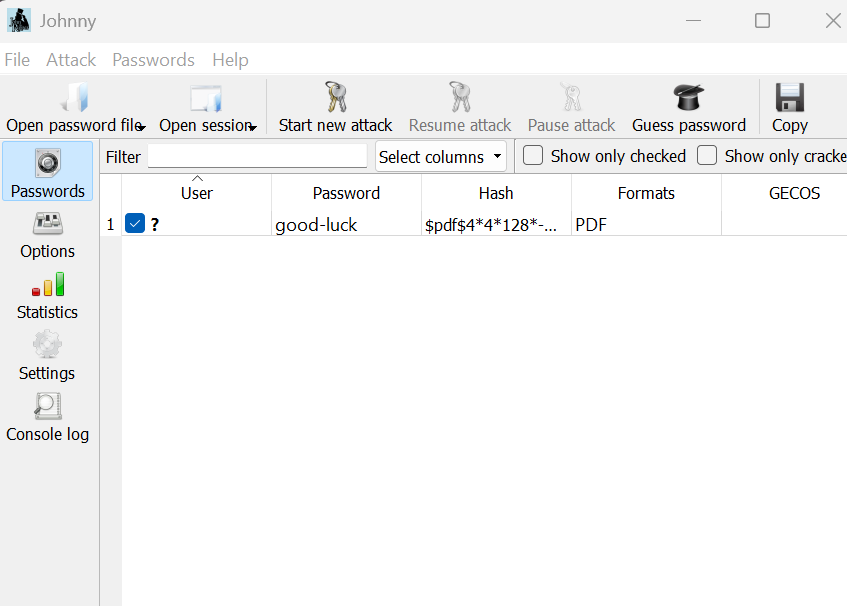 Johnny
File Attack Passwords Help
Open password file Open session Start new attack Resume attack Pause attack Guess password Copy
Passwords
Filter Select columns Show only checked Show only cracke
User Password Hash Formats GECOS
1 ? good-luck $pdf$4*4*128*-... PDF
Options
Statistics
Settings
Console log